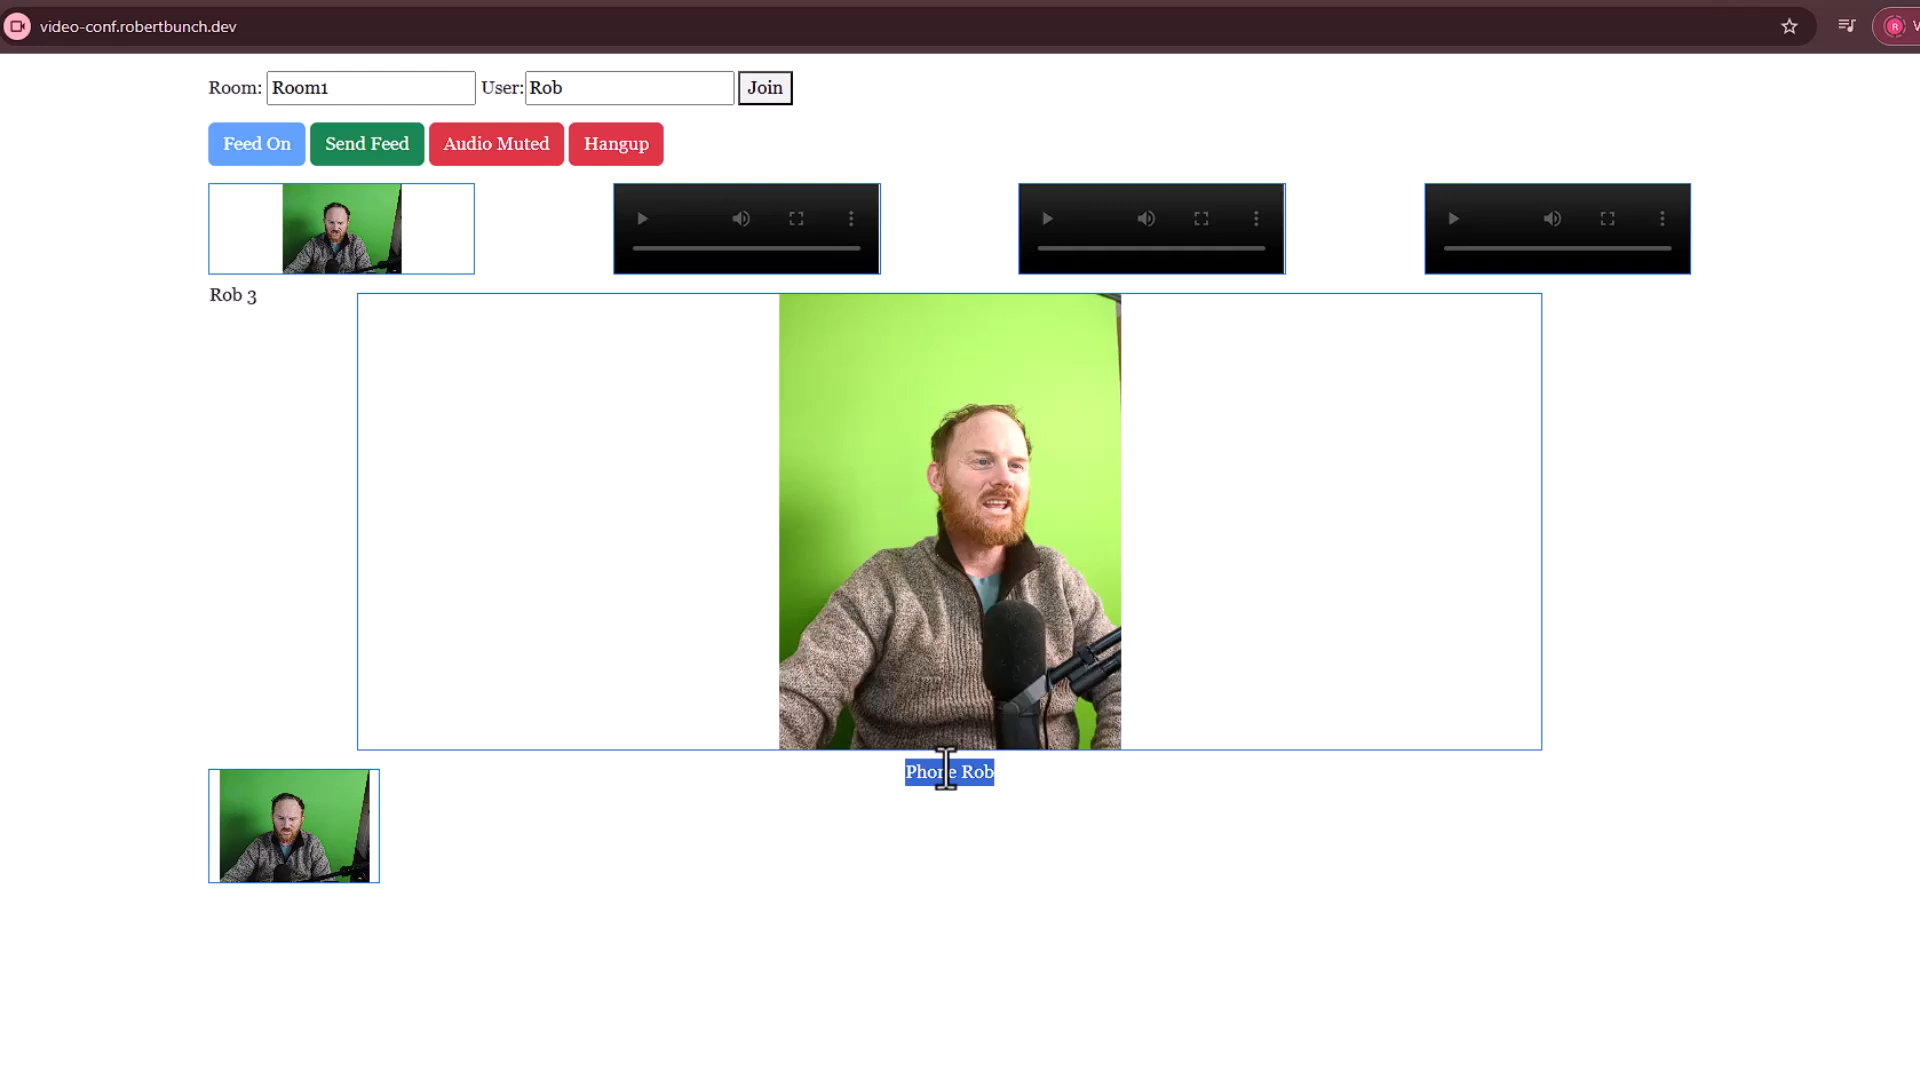 video-conf.robertbunch.dev
Room: Room1 User: Rob Join
Feed On Send Feed Audio Muted Hangup
Rob 3
Phone Rob